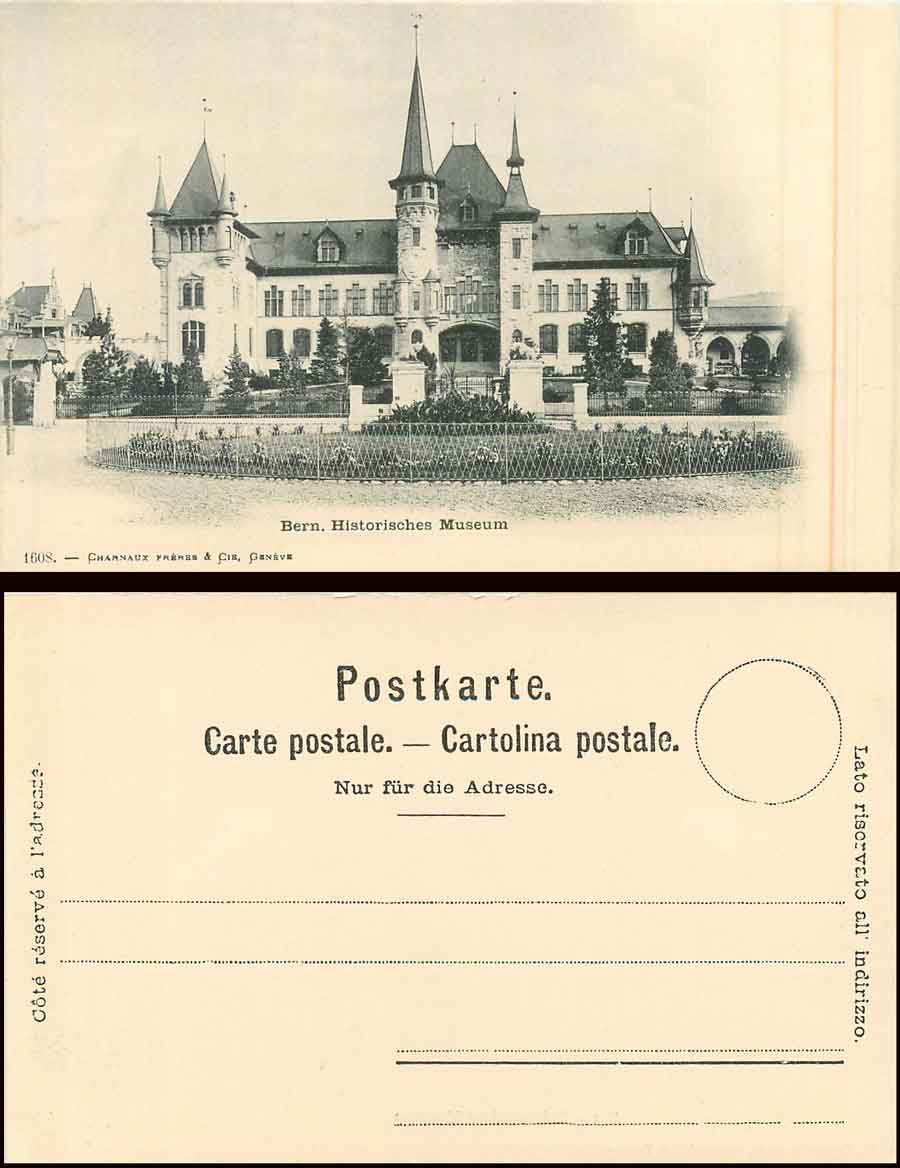 Bern. Historisches Museum
1608. — Charnaux Frères & Cie, Genève
Postkarte.
Carte postale. — Cartolina postale.
Nur für die Adresse.
Côté réservé à l'adresse.
Lato riservato all' indirizzo.